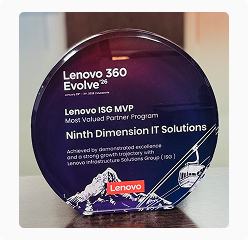 Lenovo 360
Evolve'26
Lenovo ISG MVP
Most Valued Partner Program
Ninth Dimension IT Solutions
Achieved by demonstrated excellence
and a strong growth trajectory with
Lenovo Infrastructure Solutions Group ( ISG )
Lenovo